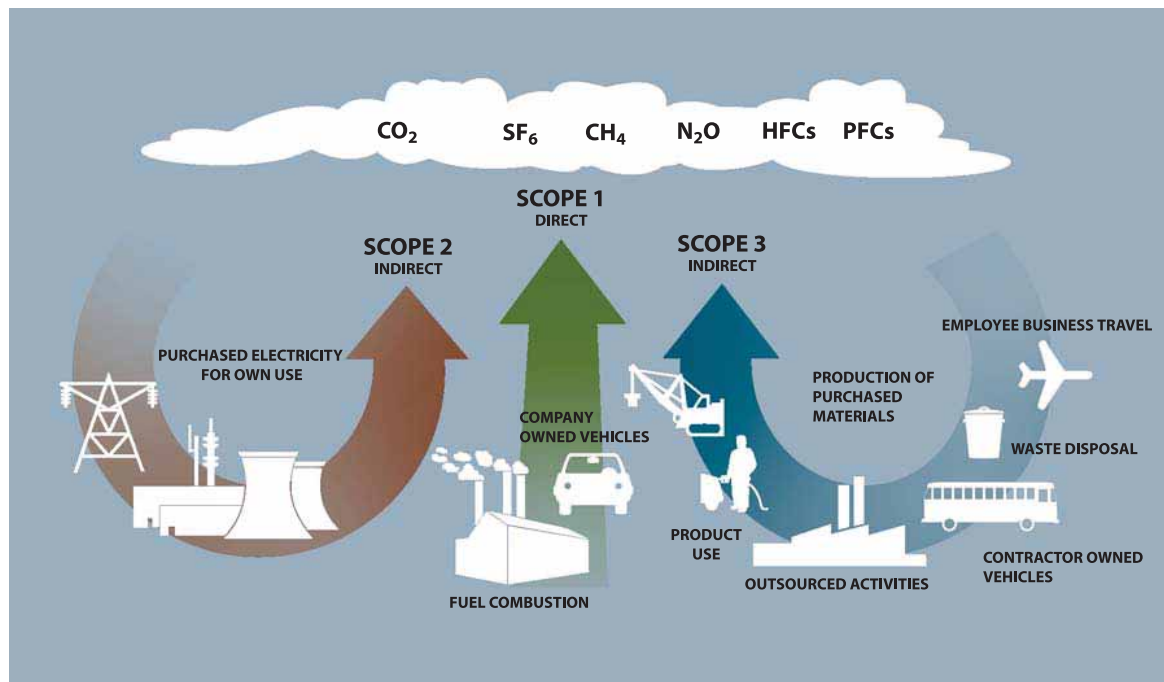 CO₂ SF₆ CH₄ N₂O HFCs PFCs
SCOPE 1
DIRECT
SCOPE 2
INDIRECT
SCOPE 3
INDIRECT
PURCHASED ELECTRICITY
FOR OWN USE
COMPANY
OWNED VEHICLES
FUEL COMBUSTION
EMPLOYEE BUSINESS TRAVEL
PRODUCTION OF
PURCHASED
MATERIALS
WASTE DISPOSAL
PRODUCT
USE
OUTSOURCED ACTIVITIES
CONTRACTOR OWNED
VEHICLES